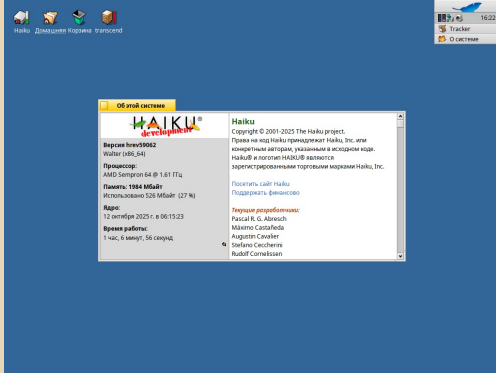 Haiku
Домашняя
Корзина
transcend
16:22
Tracker
О системе
Об этой системе
HAIKU®
development
Версия hrev59062
Walter (x86_64)
Процессор:
AMD Sempron 64 @ 1.61 ГГц
Память: 1984 Мбайт
Использовано 526 Мбайт (27 %)
Ядро:
12 октября 2025 г. в 06:15:23
Время работы:
1 час, 6 минут, 56 секунд
Haiku
Copyright © 2001-2025 The Haiku project.
Права на код Haiku принадлежат Haiku, Inc. или
конкретным авторам, указанным в исходном коде.
Haiku® и логотип HAIKU® являются
зарегистрированными торговыми марками Haiku, Inc.
Посетить сайт Haiku
Поддержать финансово
Текущие разработчики:
Pascal R. G. Abresch
Máximo Castañeda
Augustin Cavalier
Stefano Ceccherini
Rudolf Cornelissen